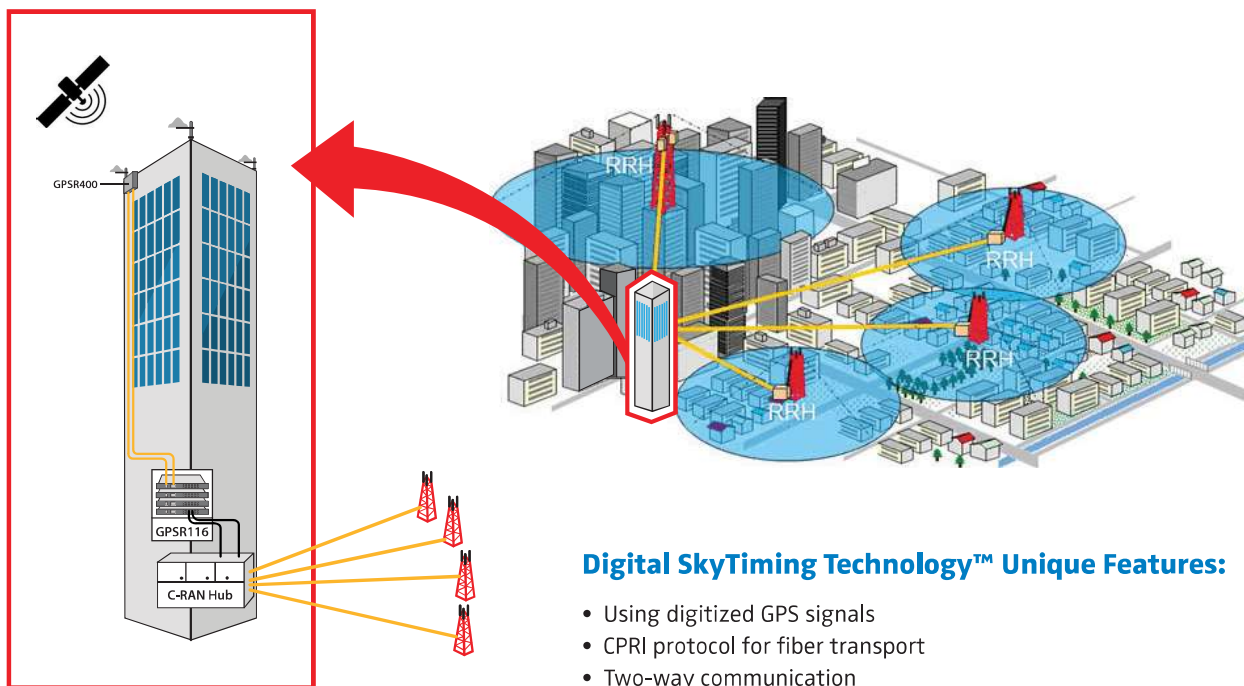 GPSR400
GPSR116
C-RAN Hub
RRH
RRH
RRH
RRH
Digital SkyTiming Technology™ Unique Features:
• Using digitized GPS signals
• CPRI protocol for fiber transport
• Two-way communication